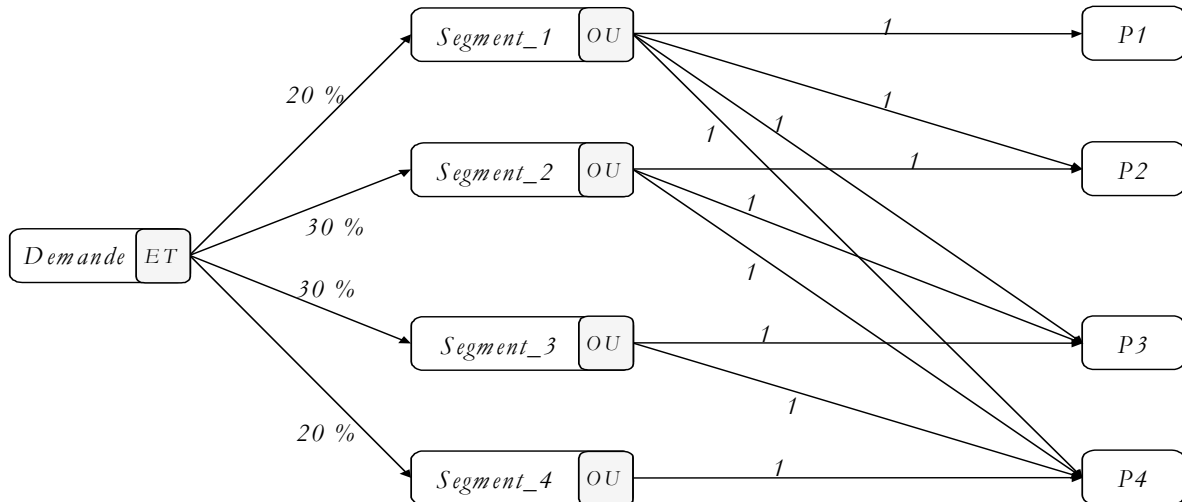 Segment_1 OU
1
P1
20 %
1
1
1
Segment_2 OU
1
P2
30 %
1
Demande ET
1
30 %
Segment_3 OU
1
P3
1
20 %
Segment_4 OU
1
P4